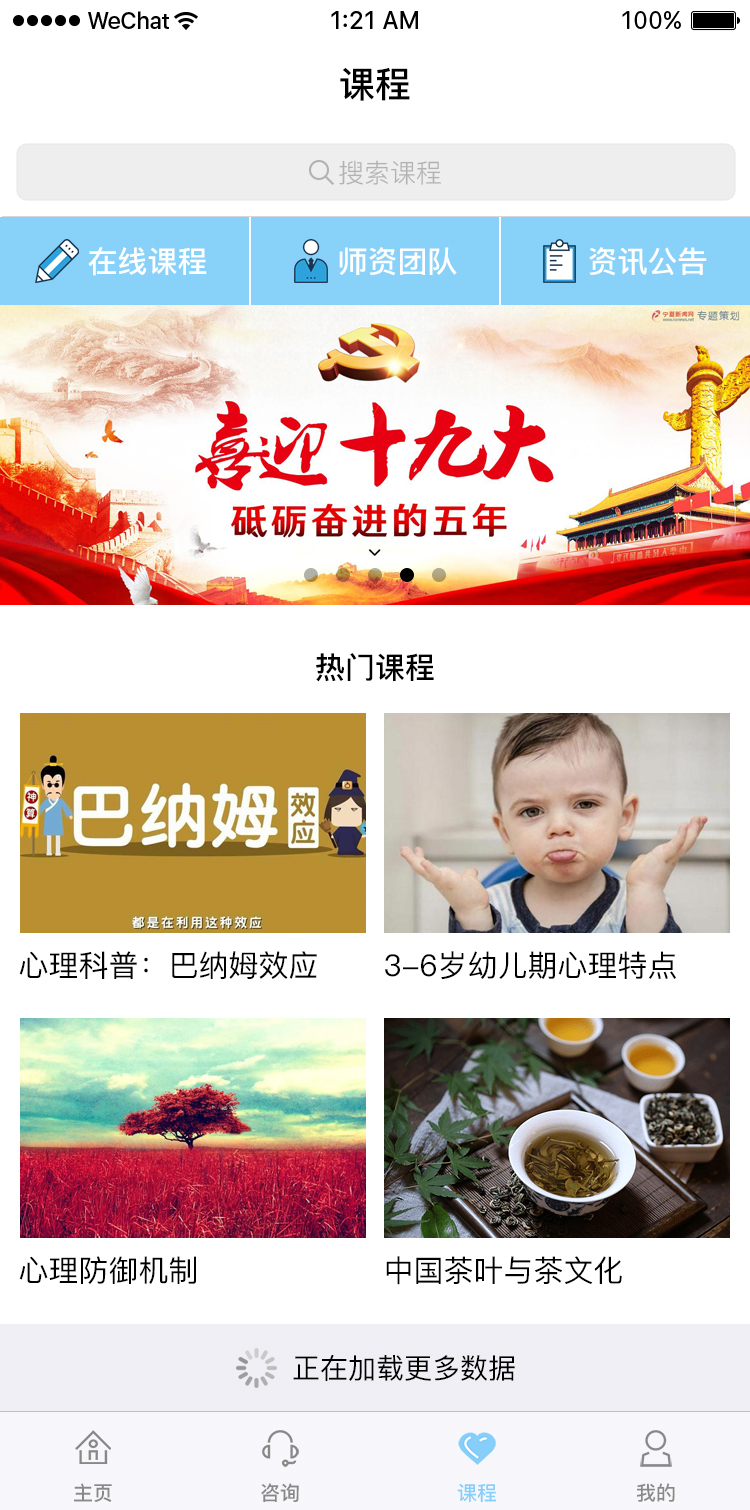 WeChat 1:21 AM 100%
课程
搜索课程
在线课程 师资团队 资讯公告
宁夏新闻网 专题策划
喜迎十九大
砥砺奋进的五年
热门课程
神算
巴纳姆效应
都是在利用这种效应
心理科普：巴纳姆效应
3-6岁幼儿期心理特点
心理防御机制
中国茶叶与茶文化
正在加载更多数据
主页 咨询 课程 我的